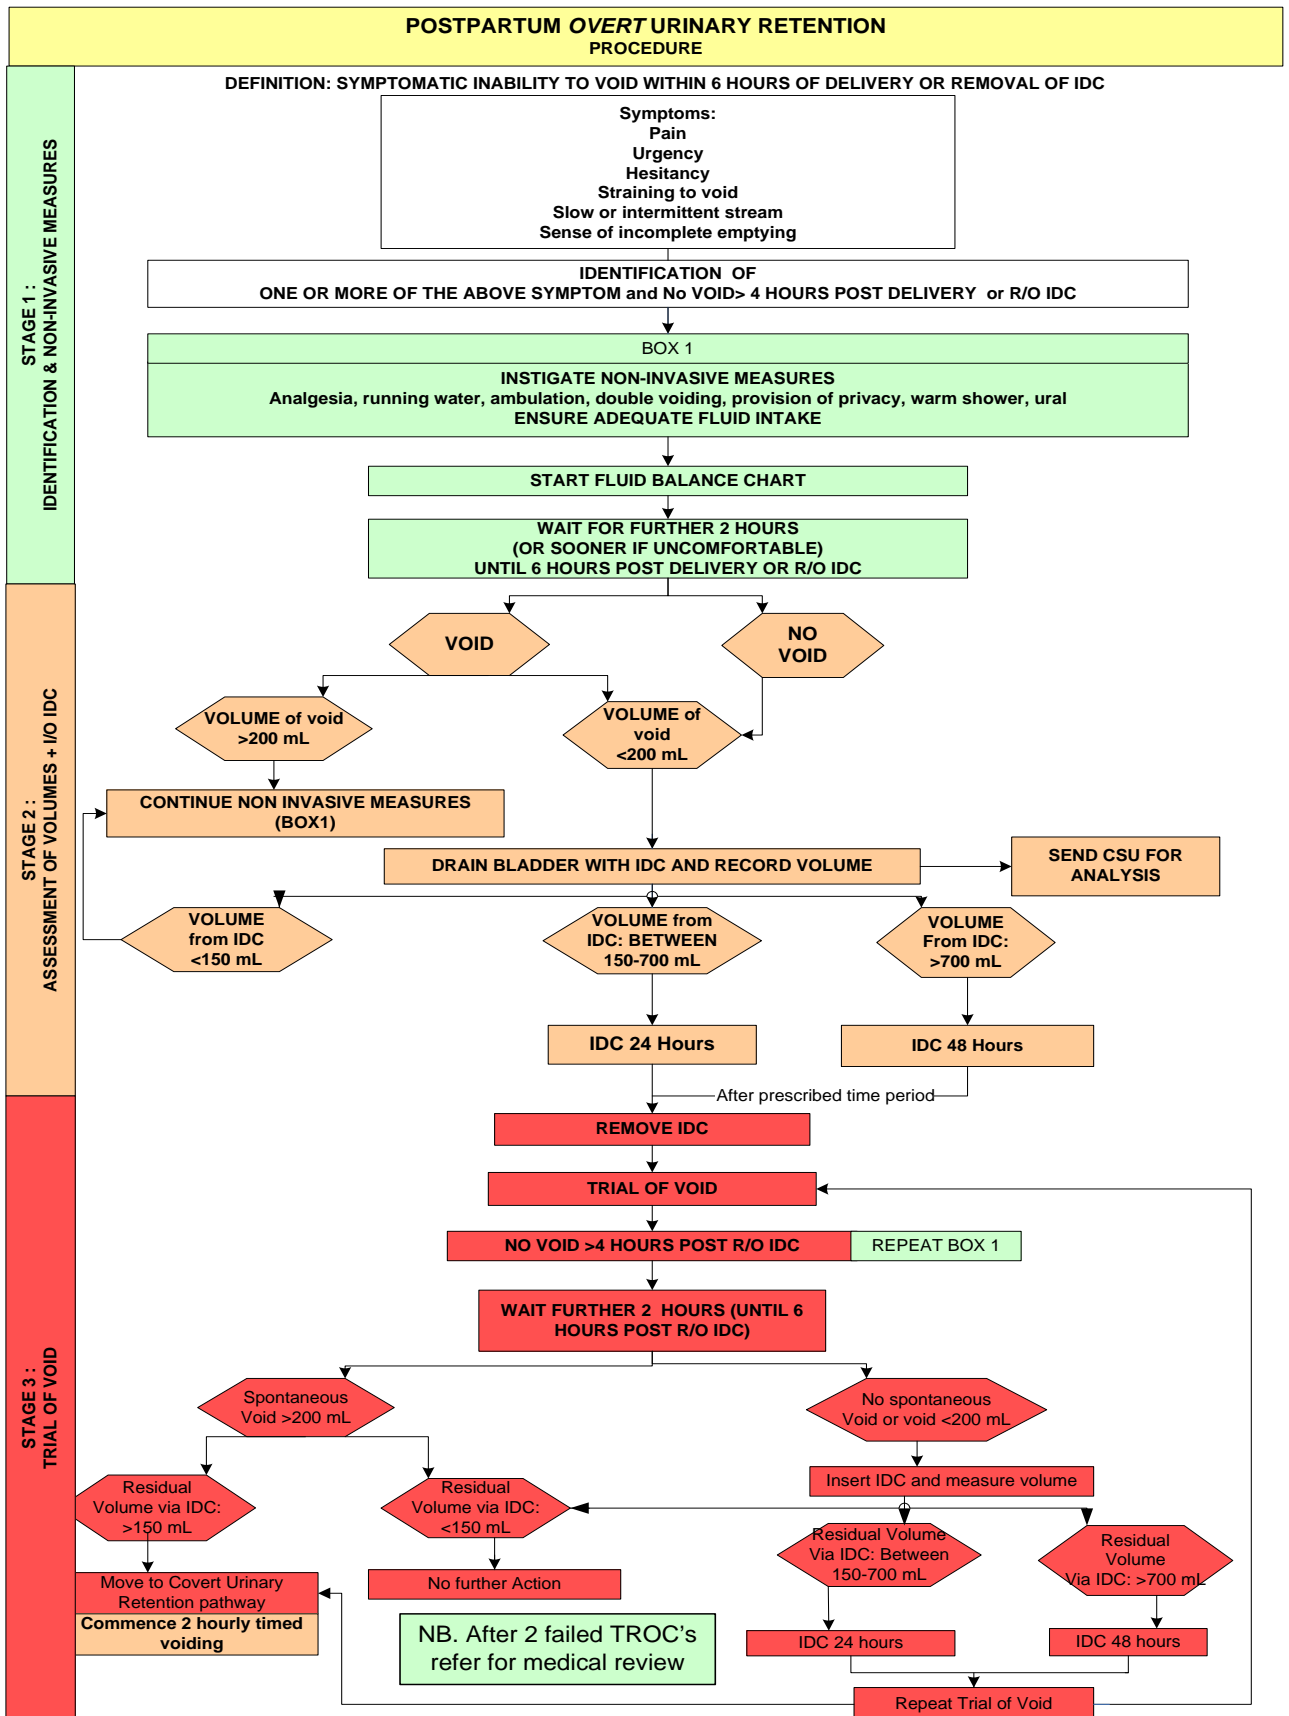 POSTPARTUM OVERT URINARY RETENTION
PROCEDURE
STAGE 1 :
IDENTIFICATION & NON-INVASIVE MEASURES
DEFINITION: SYMPTOMATIC INABILITY TO VOID WITHIN 6 HOURS OF DELIVERY OR REMOVAL OF IDC
Symptoms:
Pain
Urgency
Hesitancy
Straining to void
Slow or intermittent stream
Sense of incomplete emptying
IDENTIFICATION OF
ONE OR MORE OF THE ABOVE SYMPTOM and No VOID> 4 HOURS POST DELIVERY or R/O IDC
BOX 1
INSTIGATE NON-INVASIVE MEASURES
Analgesia, running water, ambulation, double voiding, provision of privacy, warm shower, ural
ENSURE ADEQUATE FLUID INTAKE
START FLUID BALANCE CHART
WAIT FOR FURTHER 2 HOURS
(OR SOONER IF UNCOMFORTABLE)
UNTIL 6 HOURS POST DELIVERY OR R/O IDC
STAGE 2 :
ASSESSMENT OF VOLUMES + I/O IDC
VOID
NO
VOID
VOLUME of void
>200 mL
VOLUME of
void
<200 mL
CONTINUE NON INVASIVE MEASURES
(BOX1)
DRAIN BLADDER WITH IDC AND RECORD VOLUME
SEND CSU FOR
ANALYSIS
VOLUME
from IDC
<150 mL
VOLUME from
IDC: BETWEEN
150-700 mL
VOLUME
From IDC:
>700 mL
IDC 24 Hours
IDC 48 Hours
After prescribed time period
STAGE 3 :
TRIAL OF VOID
REMOVE IDC
TRIAL OF VOID
NO VOID >4 HOURS POST R/O IDC
REPEAT BOX 1
WAIT FURTHER 2 HOURS (UNTIL 6
HOURS POST R/O IDC)
Spontaneous
Void >200 mL
No spontaneous
Void or void <200 mL
Insert IDC and measure volume
Residual
Volume via IDC:
>150 mL
Residual
Volume via IDC:
<150 mL
Residual Volume
Via IDC: Between
150-700 mL
Residual
Volume
Via IDC: >700 mL
Move to Covert Urinary
Retention pathway
Commence 2 hourly timed
voiding
No further Action
NB. After 2 failed TROC's
refer for medical review
IDC 24 hours
IDC 48 hours
Repeat Trial of Void